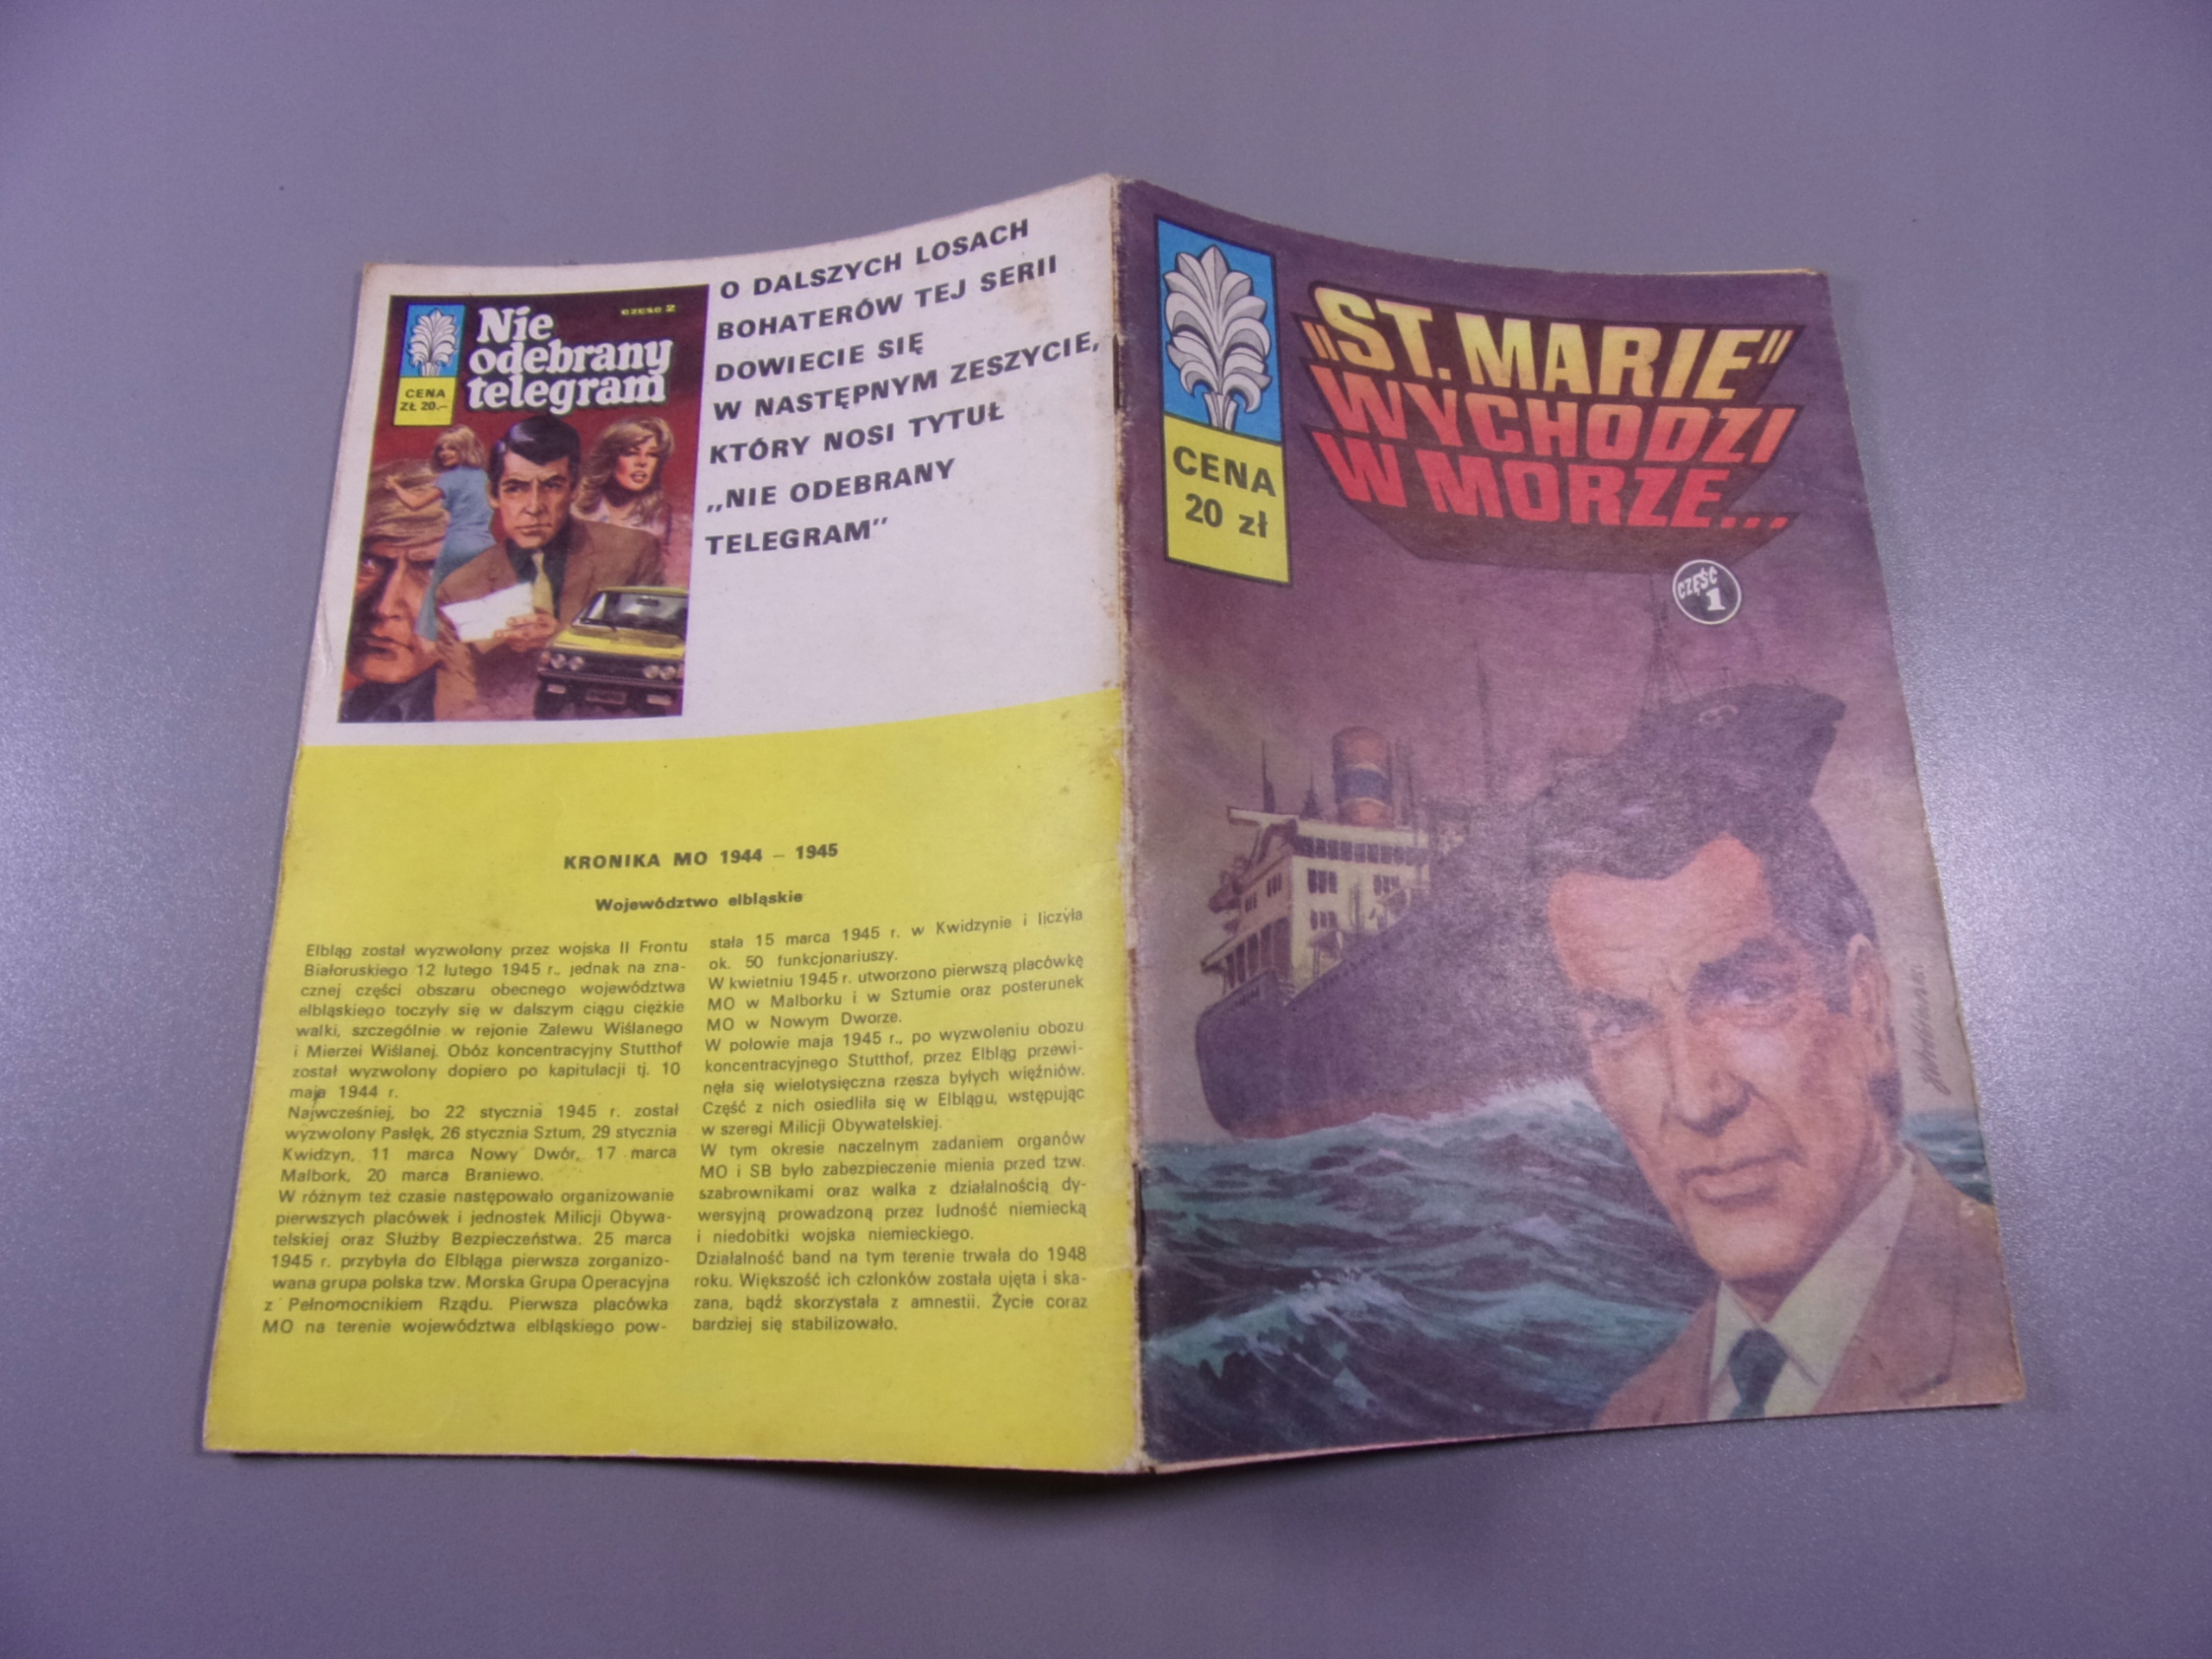 Nie
odebrany
telegram
część 2
CENA
ZŁ 20.—
O DALSZYCH LOSACH
BOHATERÓW TEJ SERII
DOWIECIE SIĘ
W NASTĘPNYM ZESZYCIE,
KTÓRY NOSI TYTUŁ
„NIE ODEBRANY
TELEGRAM"
KRONIKA MO 1944 – 1945
Województwo elbląskie
Elbląg został wyzwolony przez wojska II Frontu
Białoruskiego 12 lutego 1945 r., jednak na zna-
cznej części obszaru obecnego województwa
elbląskiego toczyły się w dalszym ciągu ciężkie
walki, szczególnie w rejonie Zalewu Wiślanego
i Mierzei Wiślanej. Obóz koncentracyjny Stutthof
został wyzwolony dopiero po kapitulacji tj. 10
maja 1944 r.
Najwcześniej, bo 22 stycznia 1945 r. został
wyzwolony Pasłęk, 26 stycznia Sztum, 29 stycznia
Kwidzyn, 11 marca Nowy Dwór, 17 marca
Malbork, 20 marca Braniewo.
W różnym też czasie następowało organizowanie
pierwszych placówek i jednostek Milicji Obywa-
telskiej oraz Służby Bezpieczeństwa. 25 marca
1945 r. przybyła do Elbląga pierwsza zorganizo-
wana grupa polska tzw. Morska Grupa Operacyjna
z Pełnomocnikiem Rządu. Pierwsza placówka
MO na terenie województwa elbląskiego pow-
stała 15 marca 1945 r. w Kwidzynie i liczyła
ok. 50 funkcjonariuszy.
W kwietniu 1945 r. utworzono pierwszą placówkę
MO w Malborku i w Sztumie oraz posterunek
MO w Nowym Dworze.
W połowie maja 1945 r., po wyzwoleniu obozu
koncentracyjnego Stutthof, przez Elbląg przewi-
nęła się wielotysięczna rzesza byłych więźniów.
Część z nich osiedliła się w Elblągu, wstępując
w szeregi Milicji Obywatelskiej.
W tym okresie naczelnym zadaniem organów
MO i SB było zabezpieczenie mienia przed tzw.
szabrownikami oraz walka z działalnością dy-
wersyjną prowadzoną przez ludność niemiecką
i niedobitki wojska niemieckiego.
Działalność band na tym terenie trwała do 1948
roku. Większość ich członków została ujęta i ska-
zana, bądź skorzystała z amnestii. Życie coraz
bardziej się stabilizowało.
„ST. MARIE"
WYCHODZI
W MORZE...
CZĘŚĆ
1
CENA
20 zł